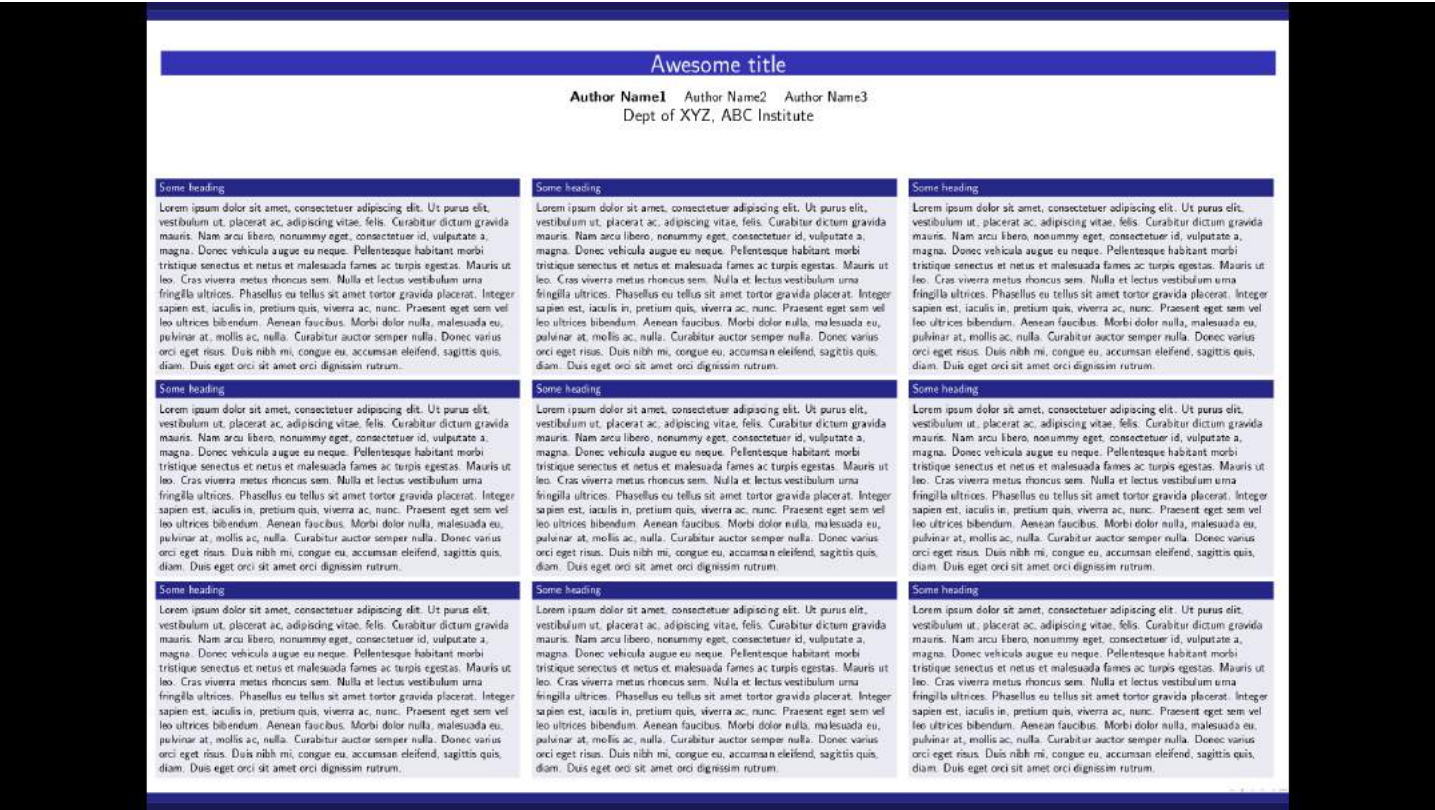 Awesome title
Author Name1 Author Name2 Author Name3
Dept of XYZ, ABC Institute
Some heading
Lorem ipsum dolor sit amet, consectetuer adipiscing elit. Ut purus elit,
vestibulum ut, placerat ac, adipiscing vitae, felis. Curabitur dictum gravida
mauris. Nam arcu libero, nonummy eget, consectetuer id, vulputate a,
magna. Donec vehicula augue eu neque. Pellentesque habitant morbi
tristique senectus et netus et malesuada fames ac turpis egestas. Mauris ut
leo. Cras viverra metus rhoncus sem. Nulla et lectus vestibulum urna
fringilla ultrices. Phasellus eu tellus sit amet tortor gravida placerat. Integer
sapien est, iaculis in, pretium quis, viverra ac, nunc. Praesent eget sem vel
leo ultrices bibendum. Aenean faucibus. Morbi dolor nulla, malesuada eu,
pulvinar at, mollis ac, nulla. Curabitur auctor semper nulla. Donec varius
orci eget risus. Duis nibh mi, congue eu, accumsan eleifend, sagittis quis,
diam. Duis eget orci sit amet orci dignissim rutrum.
Some heading
Lorem ipsum dolor sit amet, consectetuer adipiscing elit. Ut purus elit,
vestibulum ut, placerat ac, adipiscing vitae, felis. Curabitur dictum gravida
mauris. Nam arcu libero, nonummy eget, consectetuer id, vulputate a,
magna. Donec vehicula augue eu neque. Pellentesque habitant morbi
tristique senectus et netus et malesuada fames ac turpis egestas. Mauris ut
leo. Cras viverra metus rhoncus sem. Nulla et lectus vestibulum urna
fringilla ultrices. Phasellus eu tellus sit amet tortor gravida placerat. Integer
sapien est, iaculis in, pretium quis, viverra ac, nunc. Praesent eget sem vel
leo ultrices bibendum. Aenean faucibus. Morbi dolor nulla, malesuada eu,
pulvinar at, mollis ac, nulla. Curabitur auctor semper nulla. Donec varius
orci eget risus. Duis nibh mi, congue eu, accumsan eleifend, sagittis quis,
diam. Duis eget orci sit amet orci dignissim rutrum.
Some heading
Lorem ipsum dolor sit amet, consectetuer adipiscing elit. Ut purus elit,
vestibulum ut, placerat ac, adipiscing vitae, felis. Curabitur dictum gravida
mauris. Nam arcu libero, nonummy eget, consectetuer id, vulputate a,
magna. Donec vehicula augue eu neque. Pellentesque habitant morbi
tristique senectus et netus et malesuada fames ac turpis egestas. Mauris ut
leo. Cras viverra metus rhoncus sem. Nulla et lectus vestibulum urna
fringilla ultrices. Phasellus eu tellus sit amet tortor gravida placerat. Integer
sapien est, iaculis in, pretium quis, viverra ac, nunc. Praesent eget sem vel
leo ultrices bibendum. Aenean faucibus. Morbi dolor nulla, malesuada eu,
pulvinar at, mollis ac, nulla. Curabitur auctor semper nulla. Donec varius
orci eget risus. Duis nibh mi, congue eu, accumsan eleifend, sagittis quis,
diam. Duis eget orci sit amet orci dignissim rutrum.
Some heading
Lorem ipsum dolor sit amet, consectetuer adipiscing elit. Ut purus elit,
vestibulum ut, placerat ac, adipiscing vitae, felis. Curabitur dictum gravida
mauris. Nam arcu libero, nonummy eget, consectetuer id, vulputate a,
magna. Donec vehicula augue eu neque. Pellentesque habitant morbi
tristique senectus et netus et malesuada fames ac turpis egestas. Mauris ut
leo. Cras viverra metus rhoncus sem. Nulla et lectus vestibulum urna
fringilla ultrices. Phasellus eu tellus sit amet tortor gravida placerat. Integer
sapien est, iaculis in, pretium quis, viverra ac, nunc. Praesent eget sem vel
leo ultrices bibendum. Aenean faucibus. Morbi dolor nulla, malesuada eu,
pulvinar at, mollis ac, nulla. Curabitur auctor semper nulla. Donec varius
orci eget risus. Duis nibh mi, congue eu, accumsan eleifend, sagittis quis,
diam. Duis eget orci sit amet orci dignissim rutrum.
Some heading
Lorem ipsum dolor sit amet, consectetuer adipiscing elit. Ut purus elit,
vestibulum ut, placerat ac, adipiscing vitae, felis. Curabitur dictum gravida
mauris. Nam arcu libero, nonummy eget, consectetuer id, vulputate a,
magna. Donec vehicula augue eu neque. Pellentesque habitant morbi
tristique senectus et netus et malesuada fames ac turpis egestas. Mauris ut
leo. Cras viverra metus rhoncus sem. Nulla et lectus vestibulum urna
fringilla ultrices. Phasellus eu tellus sit amet tortor gravida placerat. Integer
sapien est, iaculis in, pretium quis, viverra ac, nunc. Praesent eget sem vel
leo ultrices bibendum. Aenean faucibus. Morbi dolor nulla, malesuada eu,
pulvinar at, mollis ac, nulla. Curabitur auctor semper nulla. Donec varius
orci eget risus. Duis nibh mi, congue eu, accumsan eleifend, sagittis quis,
diam. Duis eget orci sit amet orci dignissim rutrum.
Some heading
Lorem ipsum dolor sit amet, consectetuer adipiscing elit. Ut purus elit,
vestibulum ut, placerat ac, adipiscing vitae, felis. Curabitur dictum gravida
mauris. Nam arcu libero, nonummy eget, consectetuer id, vulputate a,
magna. Donec vehicula augue eu neque. Pellentesque habitant morbi
tristique senectus et netus et malesuada fames ac turpis egestas. Mauris ut
leo. Cras viverra metus rhoncus sem. Nulla et lectus vestibulum urna
fringilla ultrices. Phasellus eu tellus sit amet tortor gravida placerat. Integer
sapien est, iaculis in, pretium quis, viverra ac, nunc. Praesent eget sem vel
leo ultrices bibendum. Aenean faucibus. Morbi dolor nulla, malesuada eu,
pulvinar at, mollis ac, nulla. Curabitur auctor semper nulla. Donec varius
orci eget risus. Duis nibh mi, congue eu, accumsan eleifend, sagittis quis,
diam. Duis eget orci sit amet orci dignissim rutrum.
Some heading
Lorem ipsum dolor sit amet, consectetuer adipiscing elit. Ut purus elit,
vestibulum ut, placerat ac, adipiscing vitae, felis. Curabitur dictum gravida
mauris. Nam arcu libero, nonummy eget, consectetuer id, vulputate a,
magna. Donec vehicula augue eu neque. Pellentesque habitant morbi
tristique senectus et netus et malesuada fames ac turpis egestas. Mauris ut
leo. Cras viverra metus rhoncus sem. Nulla et lectus vestibulum urna
fringilla ultrices. Phasellus eu tellus sit amet tortor gravida placerat. Integer
sapien est, iaculis in, pretium quis, viverra ac, nunc. Praesent eget sem vel
leo ultrices bibendum. Aenean faucibus. Morbi dolor nulla, malesuada eu,
pulvinar at, mollis ac, nulla. Curabitur auctor semper nulla. Donec varius
orci eget risus. Duis nibh mi, congue eu, accumsan eleifend, sagittis quis,
diam. Duis eget orci sit amet orci dignissim rutrum.
Some heading
Lorem ipsum dolor sit amet, consectetuer adipiscing elit. Ut purus elit,
vestibulum ut, placerat ac, adipiscing vitae, felis. Curabitur dictum gravida
mauris. Nam arcu libero, nonummy eget, consectetuer id, vulputate a,
magna. Donec vehicula augue eu neque. Pellentesque habitant morbi
tristique senectus et netus et malesuada fames ac turpis egestas. Mauris ut
leo. Cras viverra metus rhoncus sem. Nulla et lectus vestibulum urna
fringilla ultrices. Phasellus eu tellus sit amet tortor gravida placerat. Integer
sapien est, iaculis in, pretium quis, viverra ac, nunc. Praesent eget sem vel
leo ultrices bibendum. Aenean faucibus. Morbi dolor nulla, malesuada eu,
pulvinar at, mollis ac, nulla. Curabitur auctor semper nulla. Donec varius
orci eget risus. Duis nibh mi, congue eu, accumsan eleifend, sagittis quis,
diam. Duis eget orci sit amet orci dignissim rutrum.
Some heading
Lorem ipsum dolor sit amet, consectetuer adipiscing elit. Ut purus elit,
vestibulum ut, placerat ac, adipiscing vitae, felis. Curabitur dictum gravida
mauris. Nam arcu libero, nonummy eget, consectetuer id, vulputate a,
magna. Donec vehicula augue eu neque. Pellentesque habitant morbi
tristique senectus et netus et malesuada fames ac turpis egestas. Mauris ut
leo. Cras viverra metus rhoncus sem. Nulla et lectus vestibulum urna
fringilla ultrices. Phasellus eu tellus sit amet tortor gravida placerat. Integer
sapien est, iaculis in, pretium quis, viverra ac, nunc. Praesent eget sem vel
leo ultrices bibendum. Aenean faucibus. Morbi dolor nulla, malesuada eu,
pulvinar at, mollis ac, nulla. Curabitur auctor semper nulla. Donec varius
orci eget risus. Duis nibh mi, congue eu, accumsan eleifend, sagittis quis,
diam. Duis eget orci sit amet orci dignissim rutrum.